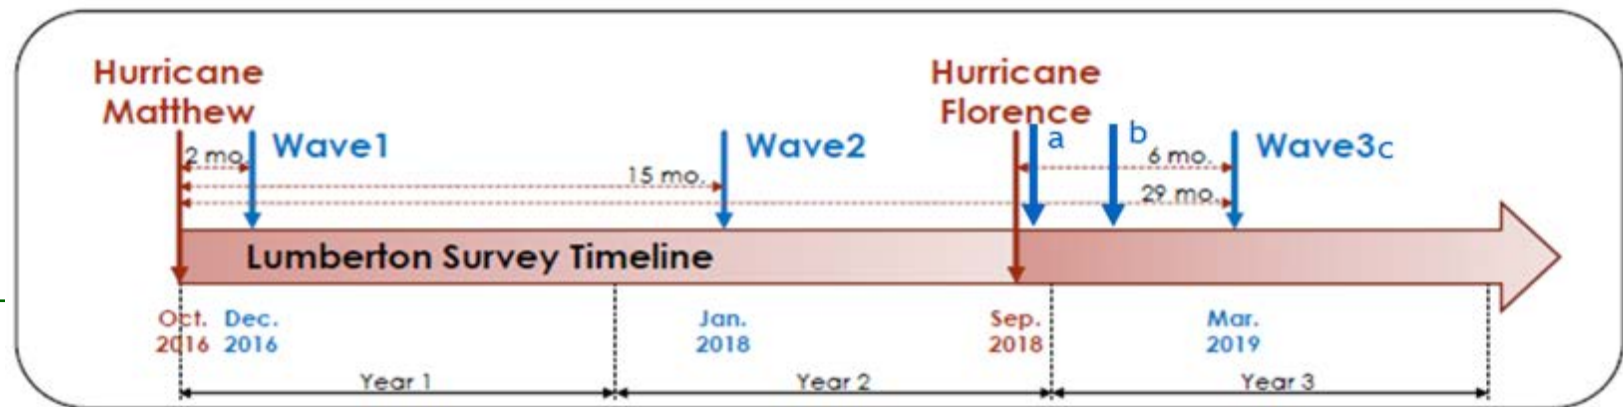 Hurricane
Matthew
Hurricane
Florence
Wave1
Wave2
a
b
Wave3c
2 mo.
6 mo.
15 mo.
29 mo.
Lumberton Survey Timeline
Oct.
2016
Dec.
2016
Jan.
2018
Sep.
2018
Mar.
2019
Year 1
Year 2
Year 3